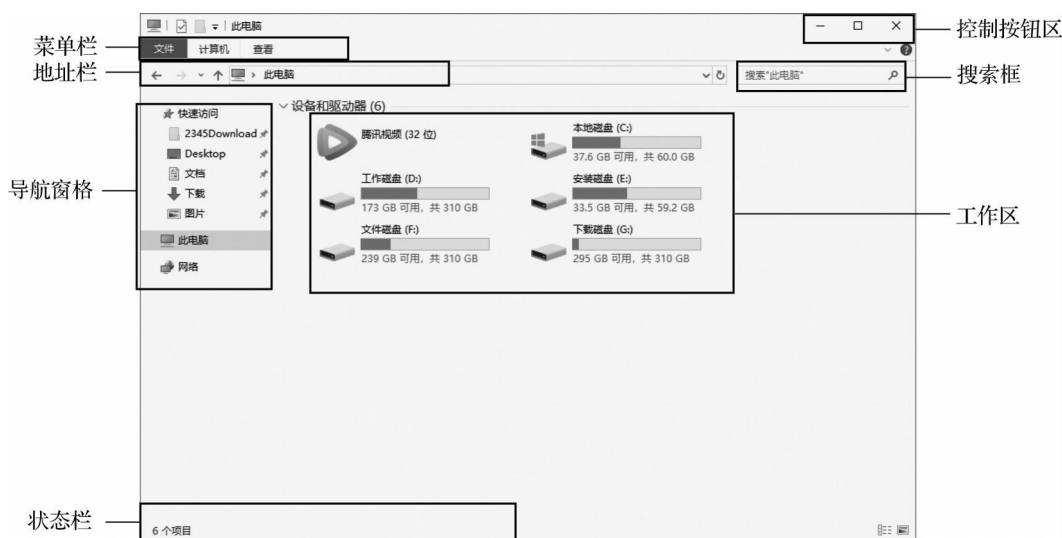 此电脑
控制按钮区
菜单栏
文件 计算机 查看
地址栏
此电脑
搜索"此电脑"
搜索框
快速访问
设备和驱动器 (6)
2345Download
Desktop
文档
下载
图片
此电脑
网络
导航窗格
腾讯视频 (32 位)
本地磁盘 (C:)
37.6 GB 可用, 共 60.0 GB
工作磁盘 (D:)
173 GB 可用, 共 310 GB
安装磁盘 (E:)
33.5 GB 可用, 共 59.2 GB
文件磁盘 (F:)
239 GB 可用, 共 310 GB
下载磁盘 (G:)
295 GB 可用, 共 310 GB
工作区
状态栏
6 个项目